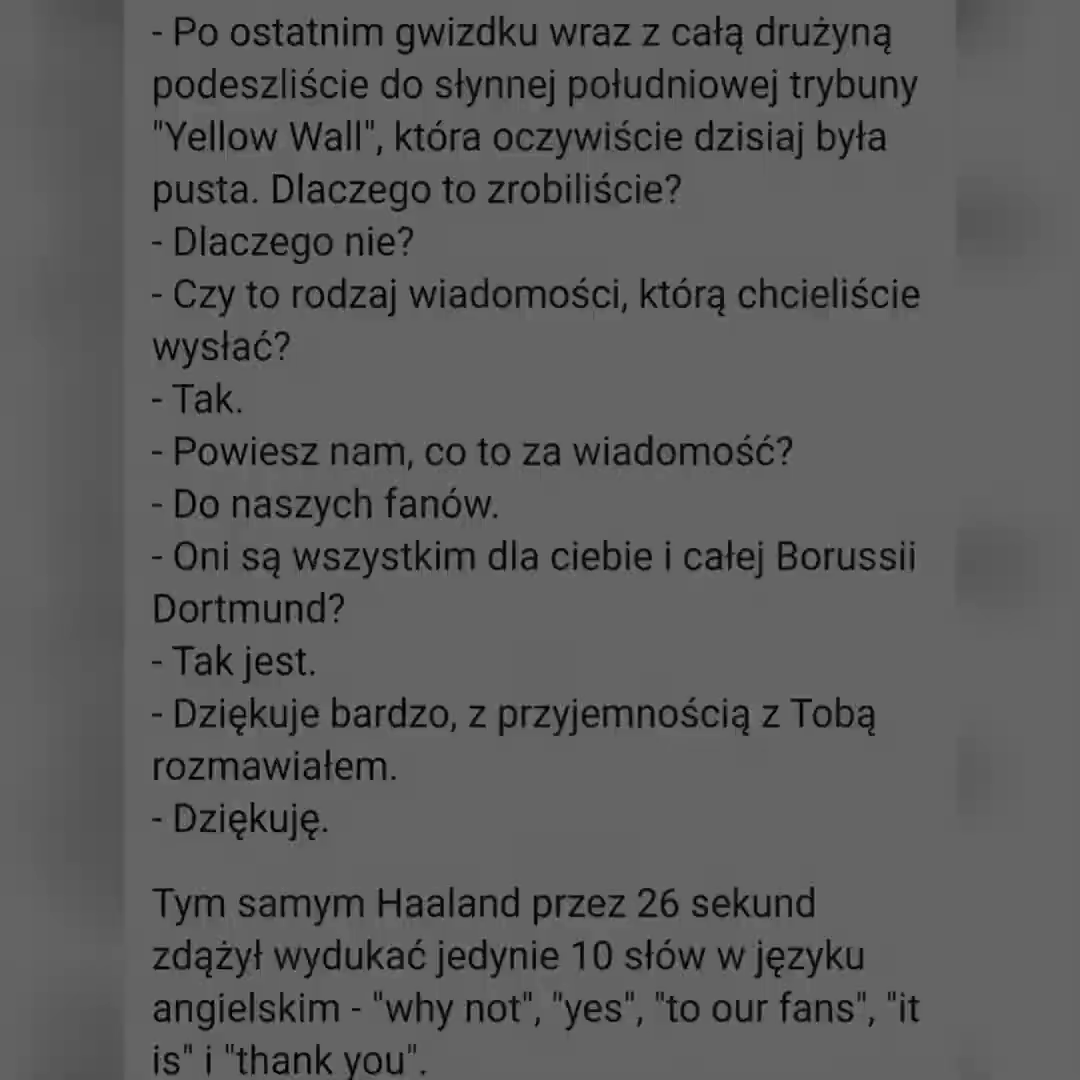 - Po ostatnim gwizdku wraz z całą drużyną
podeszliście do słynnej południowej trybuny
"Yellow Wall", która oczywiście dzisiaj była
pusta. Dlaczego to zrobiliście?
- Dlaczego nie?
- Czy to rodzaj wiadomości, którą chcieliście
wysłać?
- Tak.
- Powiesz nam, co to za wiadomość?
- Do naszych fanów.
- Oni są wszystkim dla ciebie i całej Borussii
Dortmund?
- Tak jest.
- Dziękuje bardzo, z przyjemnością z Tobą
rozmawiałem.
- Dziękuję.
Tym samym Haaland przez 26 sekund
zdążył wydukać jedynie 10 słów w języku
angielskim - "why not", "yes", "to our fans", "it
is" i "thank you".